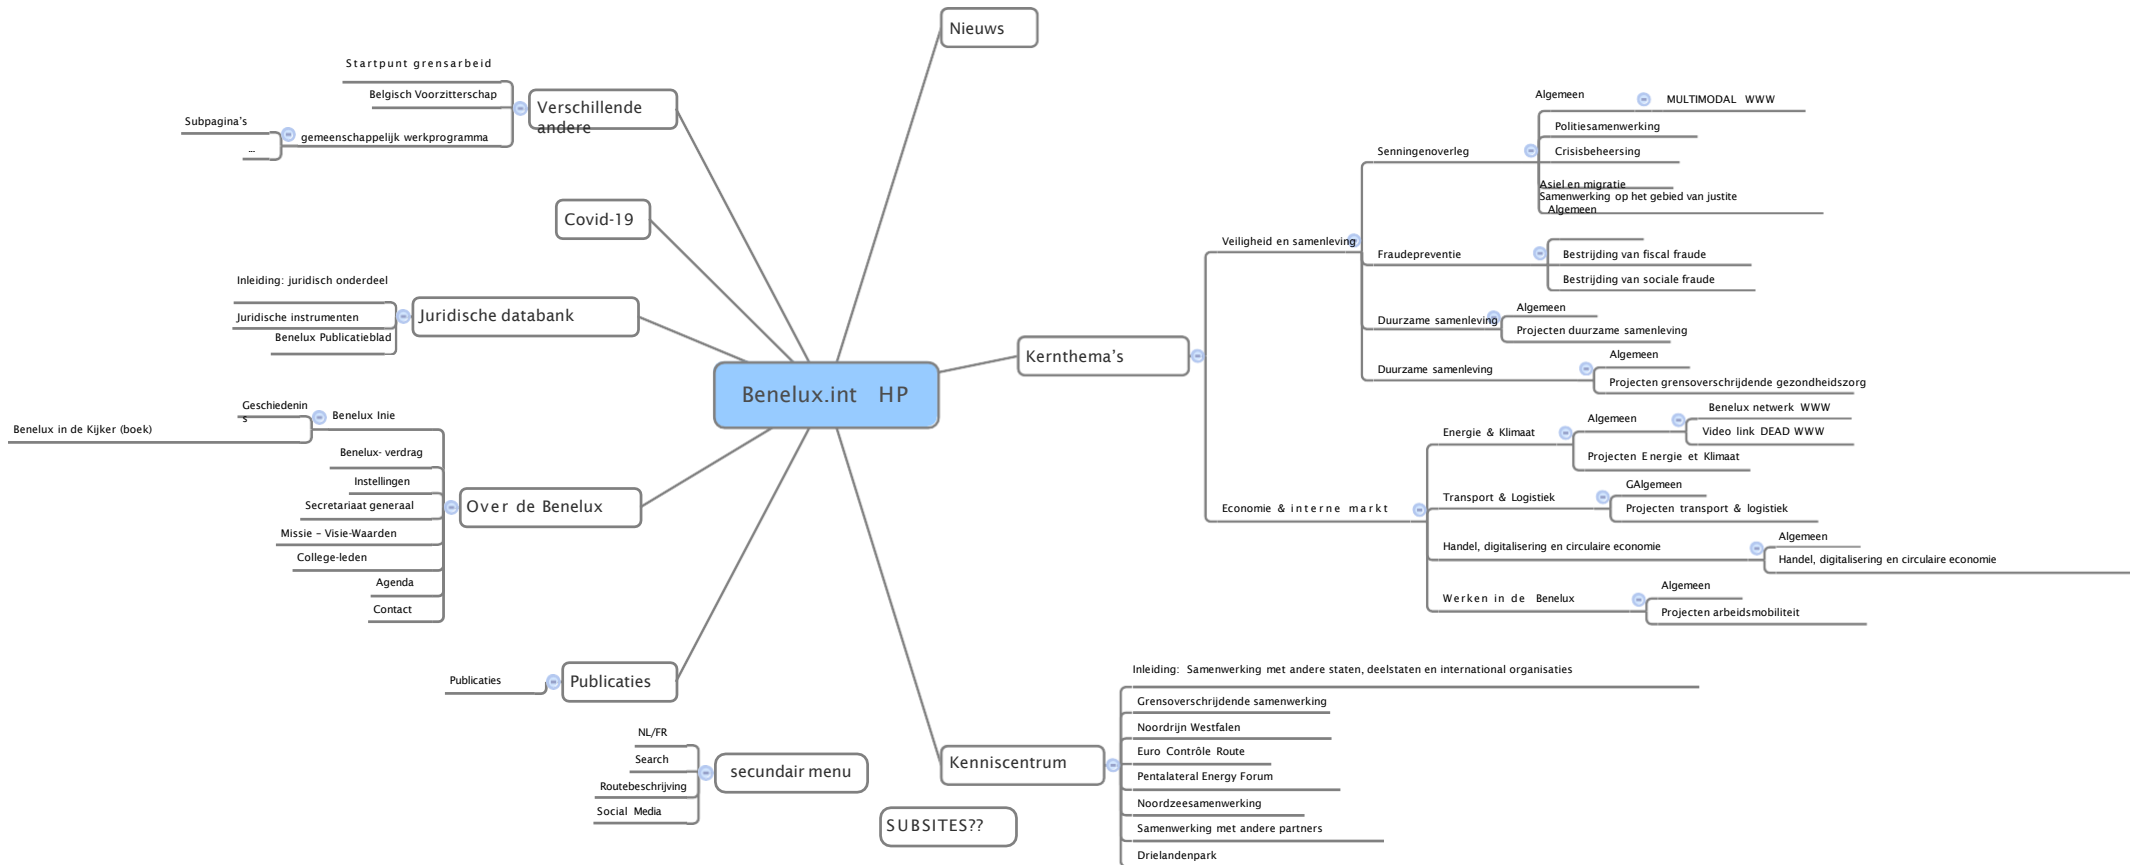 Nieuws
Startpunt grensarbeid
Belgisch Voorzitterschap
Verschillende
andere
Subpagina's
gemeenschappelijk werkprogramma
...
Covid-19
Inleiding: juridisch onderdeel
Juridische instrumenten
Juridische databank
Benelux Publicatieblad
Benelux.int HP
Geschiedenin
s
Benelux Inie
Benelux in de Kijker (boek)
Benelux- verdrag
Instellingen
Secretariaat generaal
Over de Benelux
Missie – Visie-Waarden
College-leden
Agenda
Contact
Publicaties
Publicaties
NL/FR
Search
secundair menu
Routebeschrijving
Social Media
SUBSITES??
Kernthema's
Veiligheid en samenleving
Senningenoverleg
Algemeen
MULTIMODAL WWW
Politiesamenwerking
Crisisbeheersing
Asiel en migratie
Samenwerking op het gebied van justite
Algemeen
Fraudepreventie
Bestrijding van fiscal fraude
Bestrijding van sociale fraude
Duurzame samenleving
Algemeen
Projecten duurzame samenleving
Duurzame samenleving
Algemeen
Projecten grensoverschrijdende gezondheidszorg
Economie & interne markt
Energie & Klimaat
Algemeen
Benelux netwerk WWW
Video link DEAD WWW
Projecten Energie et Klimaat
Transport & Logistiek
GAlgemeen
Projecten transport & logistiek
Handel, digitalisering en circulaire economie
Algemeen
Handel, digitalisering en circulaire economie
Werken in de Benelux
Algemeen
Projecten arbeidsmobiliteit
Kenniscentrum
Inleiding: Samenwerking met andere staten, deelstaten en international organisaties
Grensoverschrijdende samenwerking
Noordrijn Westfalen
Euro Contrôle Route
Pentalateral Energy Forum
Noordzeesamenwerking
Samenwerking met andere partners
Drielandenpark